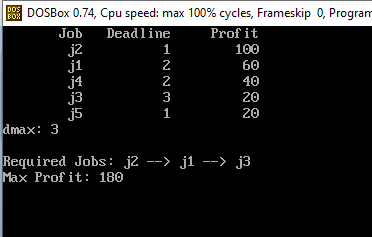 DOS BOX DOSBox 0.74, Cpu speed: max 100% cycles, Frameskip 0, Program
Job Deadline Profit
j2 1 100
j1 2 60
j4 2 40
j3 3 20
j5 1 20
dmax: 3
Required Jobs: j2 --> j1 --> j3
Max Profit: 180